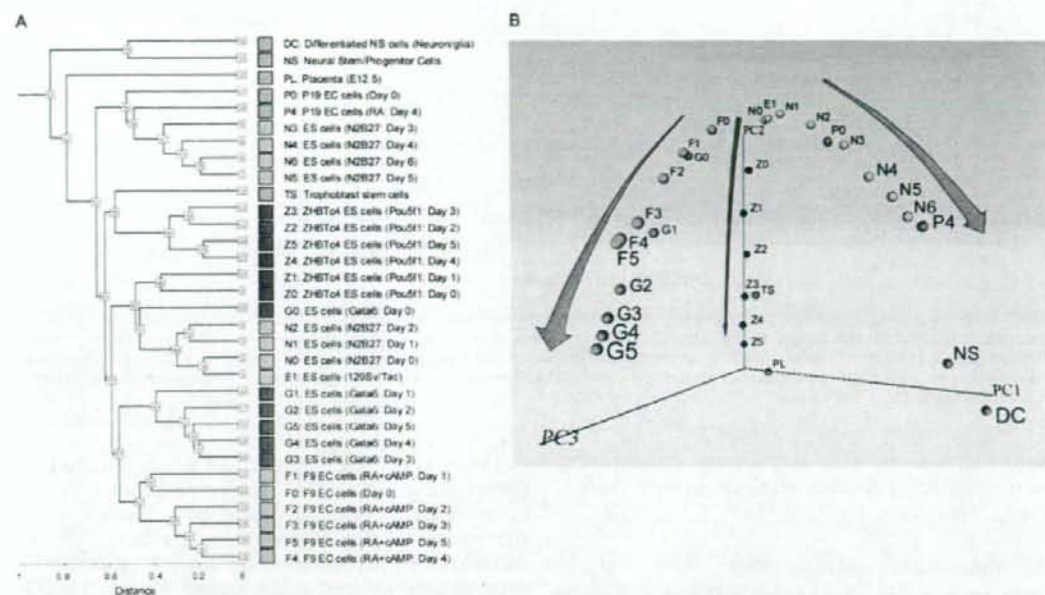 A
DC: Differentiated NS cells (Neuron/glia)
NS: Neural Stem/Progenitor Cells
PL: Placenta (E12.5)
P0: P19 EC cells (Day 0)
P4: P19 EC cells (RA: Day 4)
N3: ES cells (N2B27: Day 3)
N4: ES cells (N2B27: Day 4)
N6: ES cells (N2B27: Day 6)
N5: ES cells (N2B27: Day 5)
TS: Trophoblast stem cells
Z3: ZHBTc4 ES cells (Pou5f1: Day 3)
Z2: ZHBTc4 ES cells (Pou5f1: Day 2)
Z5: ZHBTc4 ES cells (Pou5f1: Day 5)
Z4: ZHBTc4 ES cells (Pou5f1: Day 4)
Z1: ZHBTc4 ES cells (Pou5f1: Day 1)
Z0: ZHBTc4 ES cells (Pou5f1: Day 0)
G0: ES cells (Gata6: Day 0)
N2: ES cells (N2B27: Day 2)
N1: ES cells (N2B27: Day 1)
N0: ES cells (N2B27: Day 0)
E1: ES cells (129Sv/Tac)
G1: ES cells (Gata6: Day 1)
G2: ES cells (Gata6: Day 2)
G5: ES cells (Gata6: Day 5)
G4: ES cells (Gata6: Day 4)
G3: ES cells (Gata6: Day 3)
F1: F9 EC cells (RA+cAMP: Day 1)
F0: F9 EC cells (Day 0)
F2: F9 EC cells (RA+cAMP: Day 2)
F3: F9 EC cells (RA+cAMP: Day 3)
F5: F9 EC cells (RA+cAMP: Day 5)
F4: F9 EC cells (RA+cAMP: Day 4)
1 0.8 0.6 0.4 0.2 0
Distance
B
F0 N0 E1 N1 N2
PC2 P0 N3
F1 G0
F2 Z0 N4
N5
F3 Z1 N6
G1 P4
F4
F5 Z2
G2 Z3 TS
G3 Z4
G4
G5 Z5
PL NS
PC1
DC
PC3